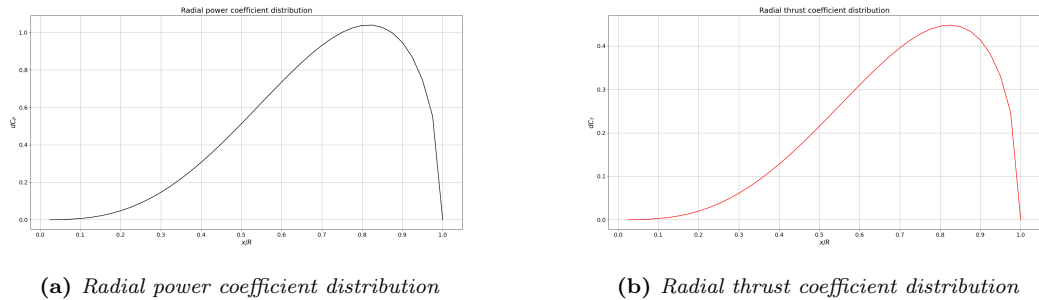 Radial power coefficient distribution
1.0
0.8
0.6
0.4
0.2
0.0
dCₚ
0.0 0.1 0.2 0.3 0.4 0.5 0.6 0.7 0.8 0.9 1.0
x/R
(a) Radial power coefficient distribution
Radial thrust coefficient distribution
0.4
0.3
0.2
0.1
0.0
dC_T
0.0 0.1 0.2 0.3 0.4 0.5 0.6 0.7 0.8 0.9 1.0
x/R
(b) Radial thrust coefficient distribution